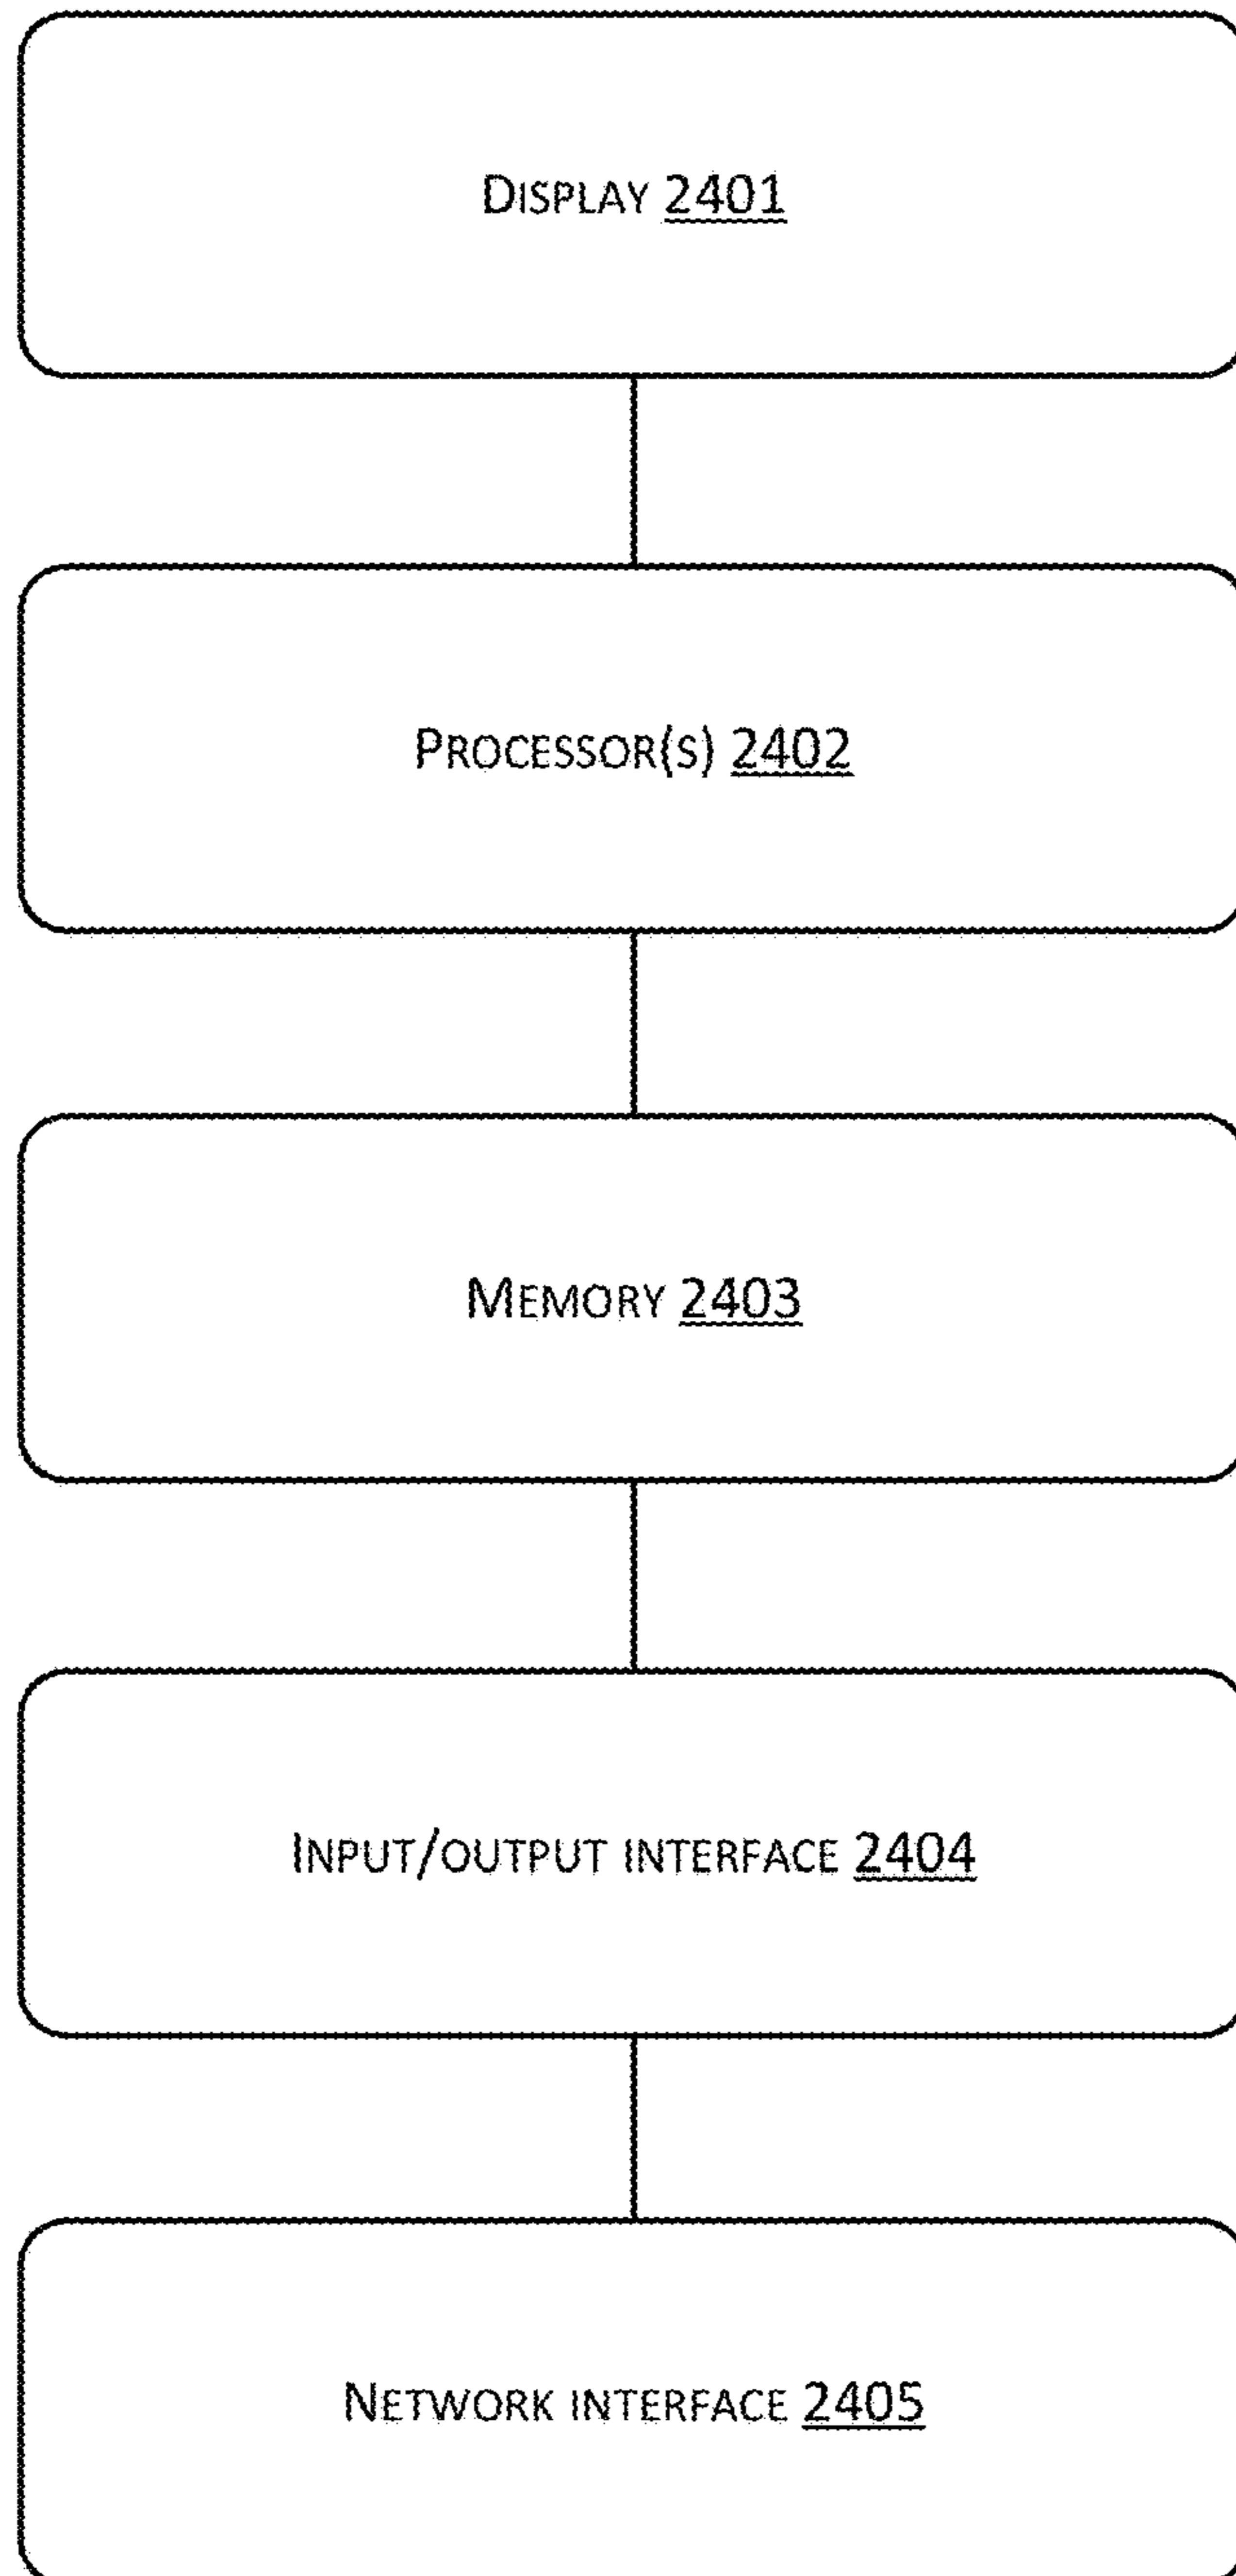 Display 2401
Processor(s) 2402
Memory 2403
Input/output interface 2404
Network interface 2405